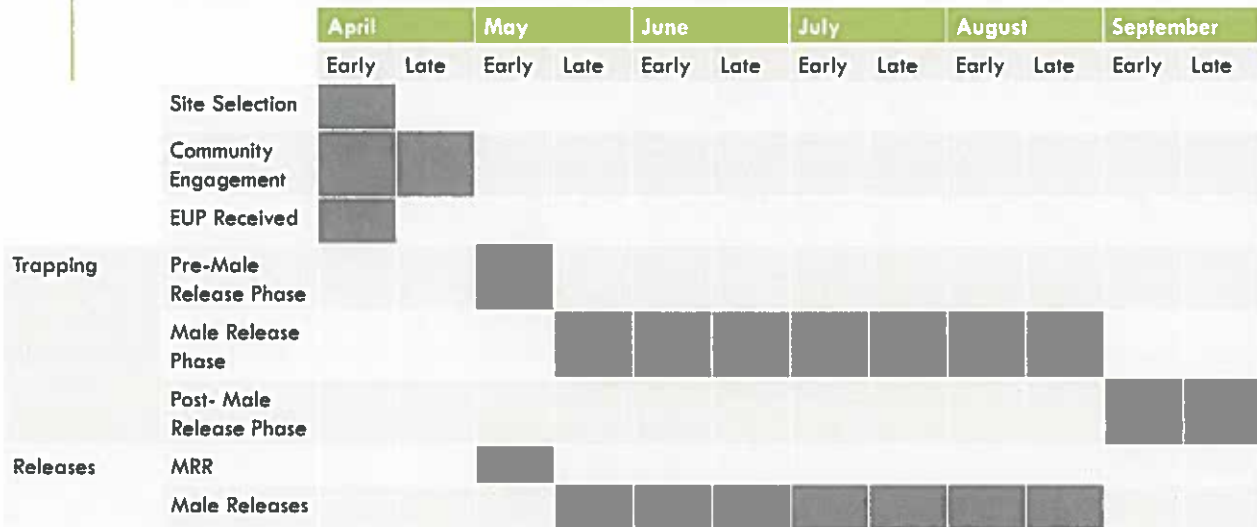 April May June July August September
Early Late Early Late Early Late Early Late Early Late Early Late
Site Selection
Community
Engagement
EUP Received
Trapping Pre-Male
Release Phase
Male Release
Phase
Post- Male
Release Phase
Releases MRR
Male Releases